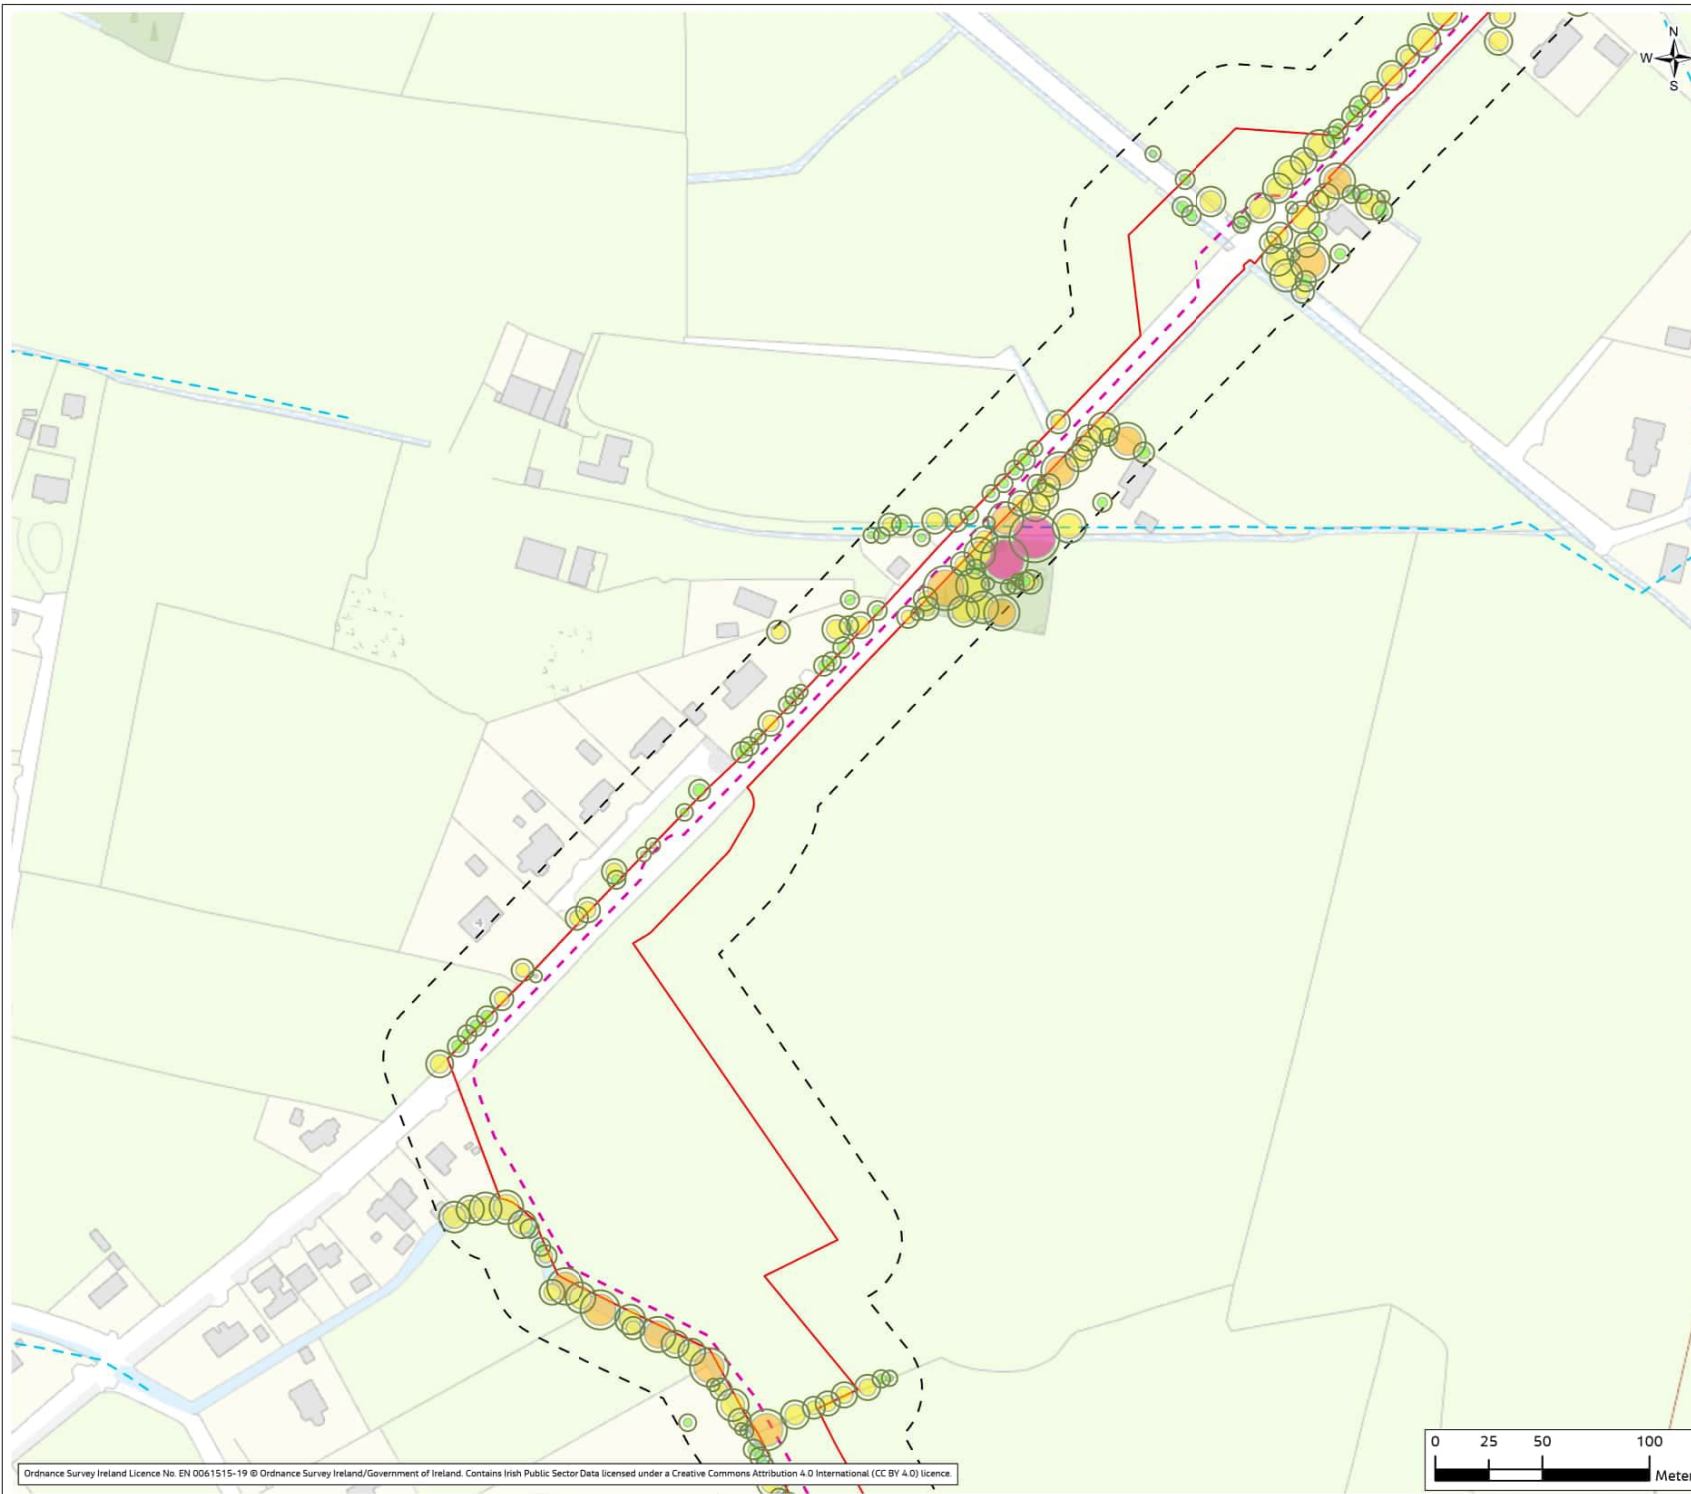 N
W
S
0 25 50 100
Meter
Ordnance Survey Ireland Licence No. EN 0061515-19 © Ordnance Survey Ireland/Government of Ireland. Contains Irish Public Sector Data licensed under a Creative Commons Attribution 4.0 International (CC BY 4.0) licence.